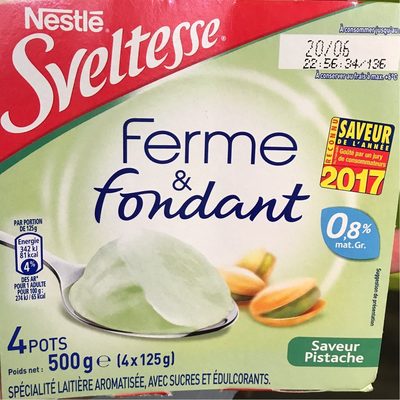 Nestlé
Sveltesse
À consommer jusqu'au
20/06
22:56:34/136
À conserver au frais à max. +6°C
Ferme
&
fondant
RECONNU
SAVEUR
DE L'ANNÉE
Goûté par un jury
de consommateurs
2017
0,8%
mat.Gr.
PAR PORTION
DE 125g
Energie
342 kJ
81 kcal
4%
DES AR*
POUR 1 ADULTE
POUR 100 g :
274 kJ / 65 kcal
Suggestion de présentation
4 POTS
Poids net : 500 g e (4 x 125 g)
Saveur
Pistache
SPÉCIALITÉ LAITIÈRE AROMATISÉE, AVEC SUCRES ET ÉDULCORANTS.